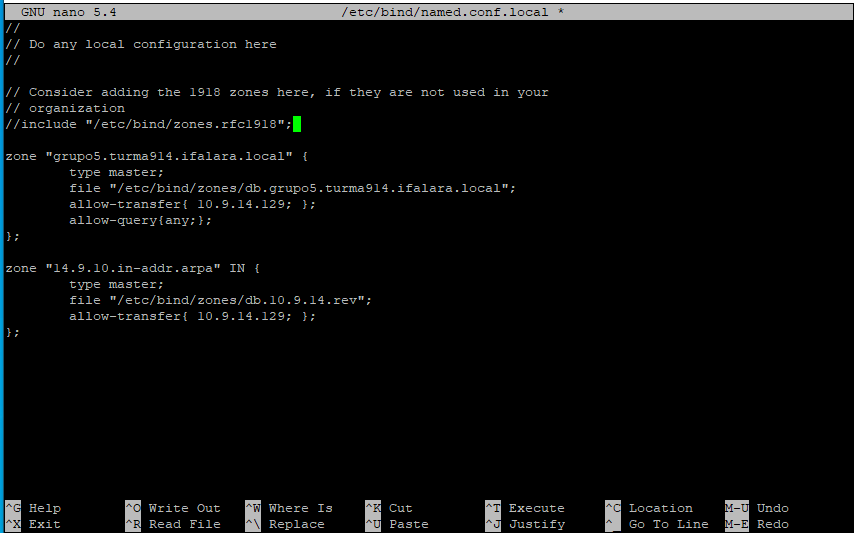 GNU nano 5.4 /etc/bind/named.conf.local *
//
// Do any local configuration here
//
// Consider adding the 1918 zones here, if they are not used in your
// organization
//include "/etc/bind/zones.rfc1918";
zone "grupo5.turma914.ifalara.local" {
type master;
file "/etc/bind/zones/db.grupo5.turma914.ifalara.local";
allow-transfer{ 10.9.14.129; };
allow-query{any;};
};
zone "14.9.10.in-addr.arpa" IN {
type master;
file "/etc/bind/zones/db.10.9.14.rev";
allow-transfer{ 10.9.14.129; };
};
^G Help ^O Write Out ^W Where Is ^K Cut ^T Execute ^C Location M-U Undo
^X Exit ^R Read File ^\ Replace ^U Paste ^J Justify ^_ Go To Line M-E Redo